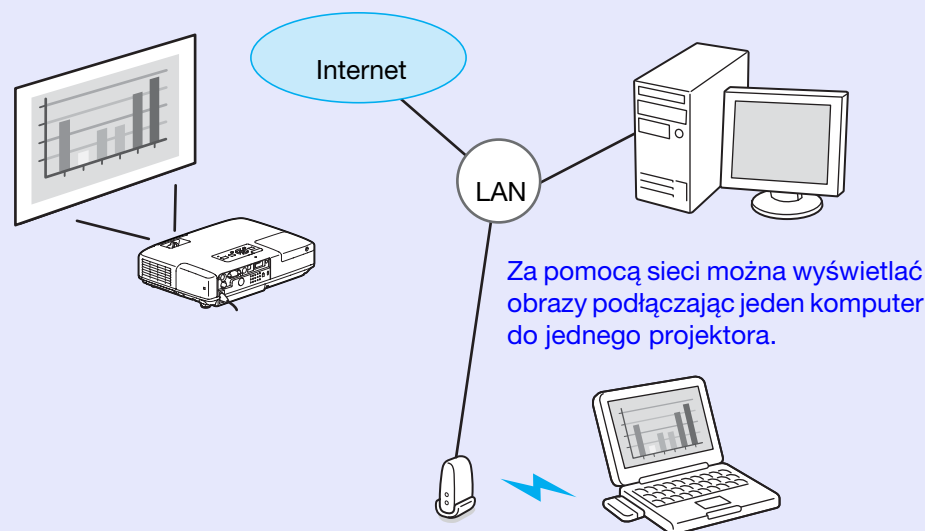 Internet
LAN
Za pomocą sieci można wyświetlać
obrazy podłączając jeden komputer
do jednego projektora.